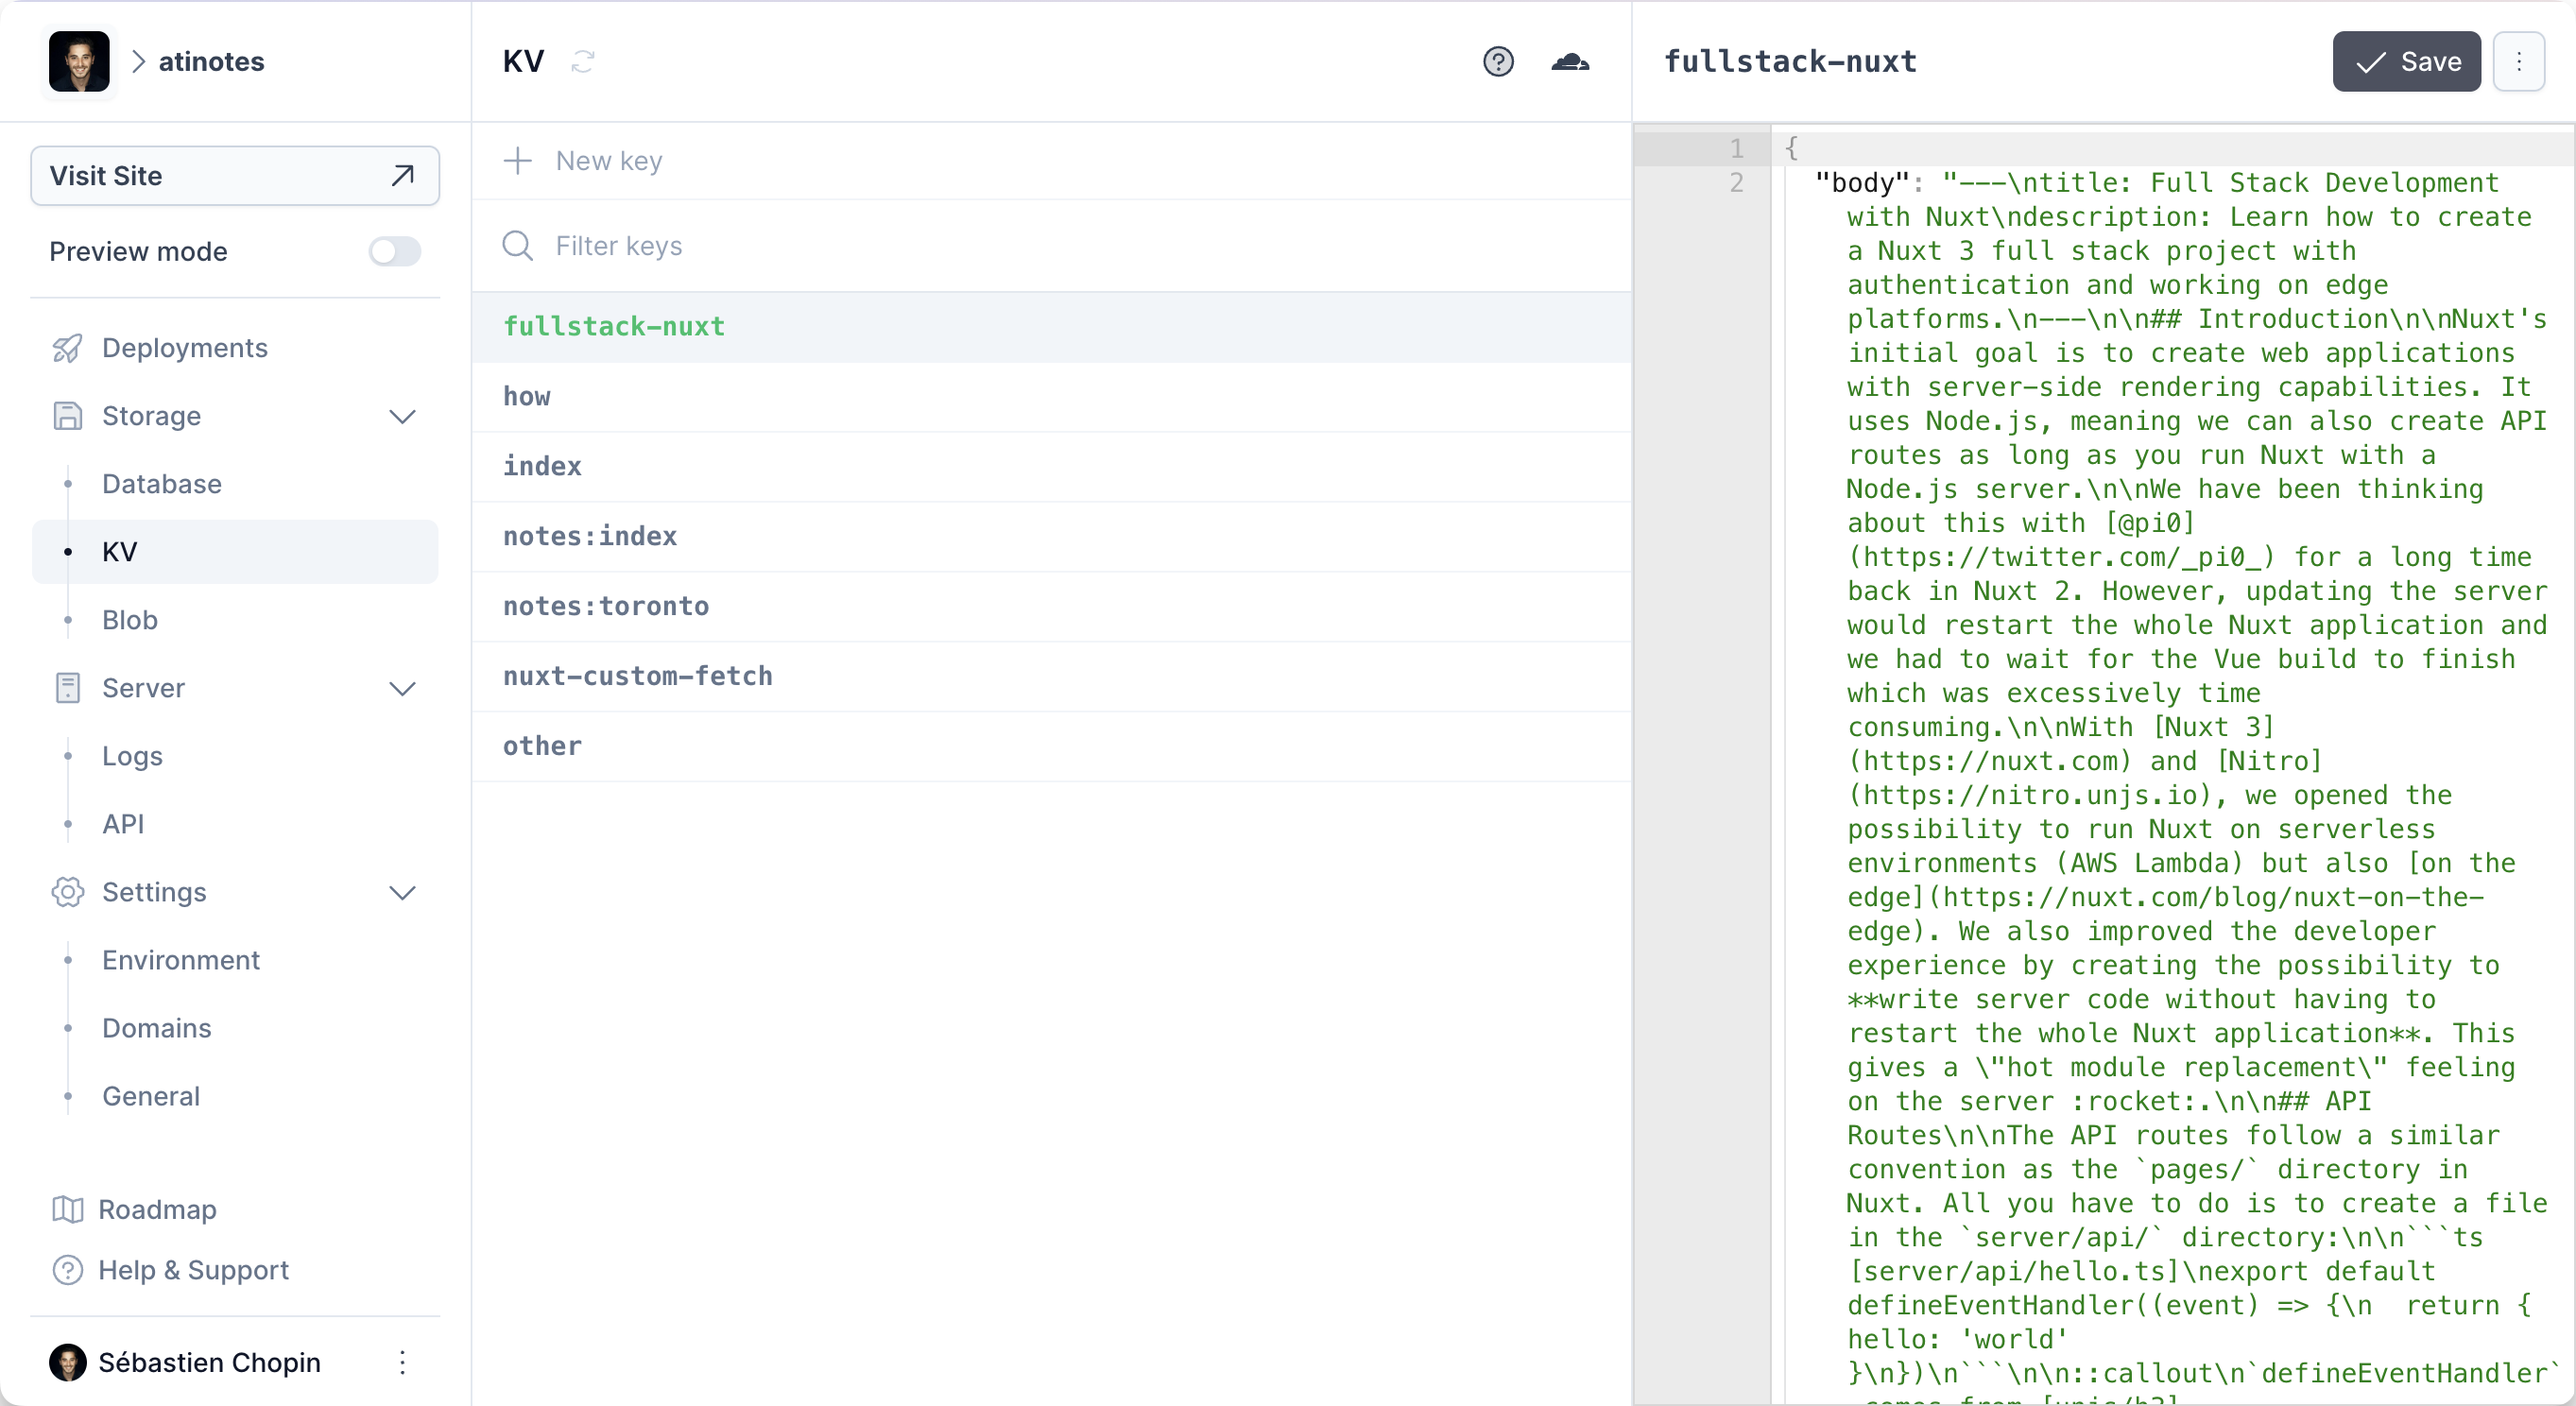 atinotes
Visit Site
Preview mode
Deployments
Storage
Database
KV
Blob
Server
Logs
API
Settings
Environment
Domains
General
Roadmap
Help & Support
Sébastien Chopin
KV
New key
Filter keys
fullstack-nuxt
how
index
notes:index
notes:toronto
nuxt-custom-fetch
other
fullstack-nuxt
Save
1 {
2 "body": "---\ntitle: Full Stack Development
with Nuxt\ndescription: Learn how to create
a Nuxt 3 full stack project with
authentication and working on edge
platforms.\n---\n\n## Introduction\n\nNuxt's
initial goal is to create web applications
with server-side rendering capabilities. It
uses Node.js, meaning we can also create API
routes as long as you run Nuxt with a
Node.js server.\n\nWe have been thinking
about this with [@pi0]
(https://twitter.com/_pi0_) for a long time
back in Nuxt 2. However, updating the server
would restart the whole Nuxt application and
we had to wait for the Vue build to finish
which was excessively time
consuming.\n\nWith [Nuxt 3]
(https://nuxt.com) and [Nitro]
(https://nitro.unjs.io), we opened the
possibility to run Nuxt on serverless
environments (AWS Lambda) but also [on the
edge](https://nuxt.com/blog/nuxt-on-the-
edge). We also improved the developer
experience by creating the possibility to
**write server code without having to
restart the whole Nuxt application**. This
gives a \"hot module replacement\" feeling
on the server :rocket:.\n\n## API
Routes\n\nThe API routes follow a similar
convention as the `pages/` directory in
Nuxt. All you have to do is to create a file
in the `server/api/` directory:\n\n```ts
[server/api/hello.ts]\nexport default
defineEventHandler((event) => {\n  return {
hello: 'world'
}\n})\n```\n\n::callout\n`defineEventHandler`
comes from [unjs/h3]